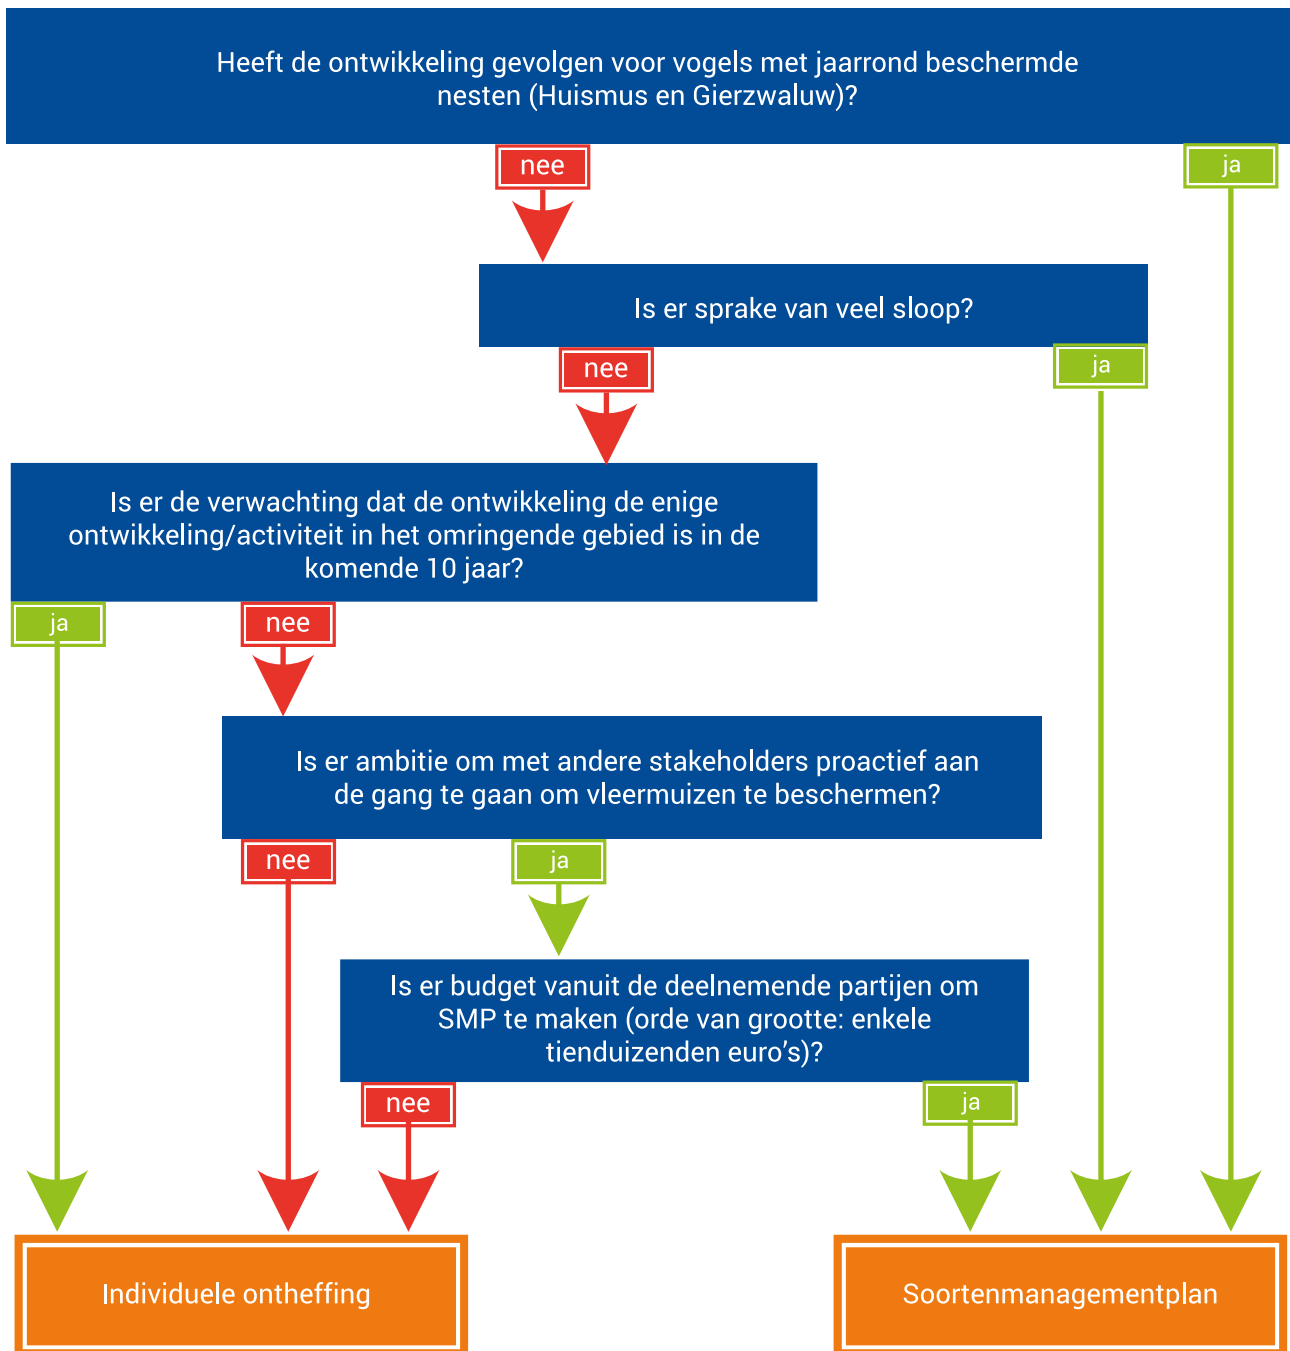 Heeft de ontwikkeling gevolgen voor vogels met jaarrond beschermde
nesten (Huismus en Gierzwaluw)?
nee
ja
Is er sprake van veel sloop?
nee
ja
Is er de verwachting dat de ontwikkeling de enige
ontwikkeling/activiteit in het omringende gebied is in de
komende 10 jaar?
ja
nee
Is er ambitie om met andere stakeholders proactief aan
de gang te gaan om vleermuizen te beschermen?
nee
ja
Is er budget vanuit de deelnemende partijen om
SMP te maken (orde van grootte: enkele
tienduizenden euro’s)?
nee
ja
Individuele ontheffing
Soortenmanagementplan